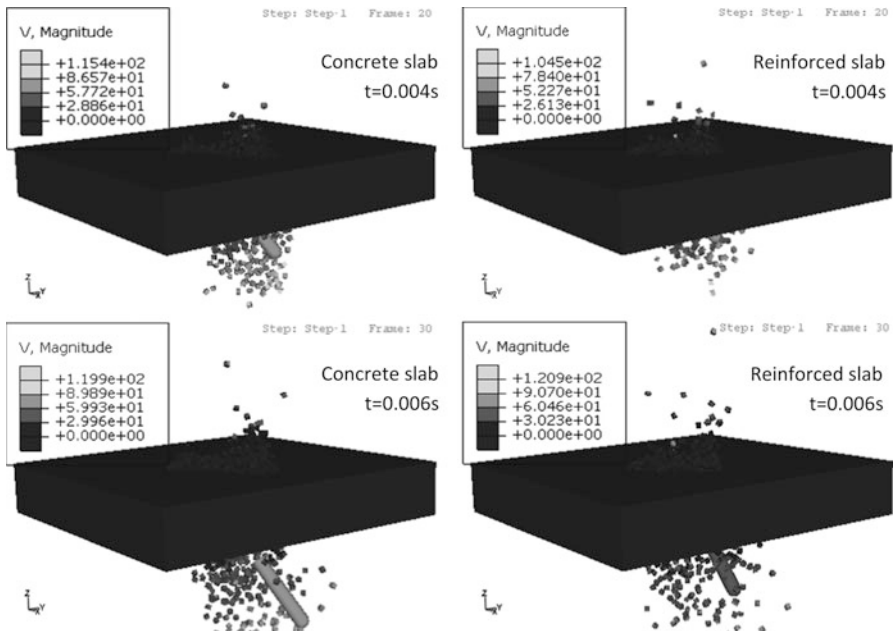 Step: Step-1 Frame: 20
V, Magnitude
+1.154e+02
+8.657e+01
+5.772e+01
+2.886e+01
+0.000e+00
Concrete slab
t=0.004s
Z
X Y
Step: Step-1 Frame: 20
V, Magnitude
+1.045e+02
+7.840e+01
+5.227e+01
+2.613e+01
+0.000e+00
Reinforced slab
t=0.004s
Z
X Y
Step: Step-1 Frame: 30
V, Magnitude
+1.199e+02
+8.989e+01
+5.993e+01
+2.996e+01
+0.000e+00
Concrete slab
t=0.006s
Z
X Y
Step: Step-1 Frame: 30
V, Magnitude
+1.209e+02
+9.070e+01
+6.046e+01
+3.023e+01
+0.000e+00
Reinforced slab
t=0.006s
Z
X Y